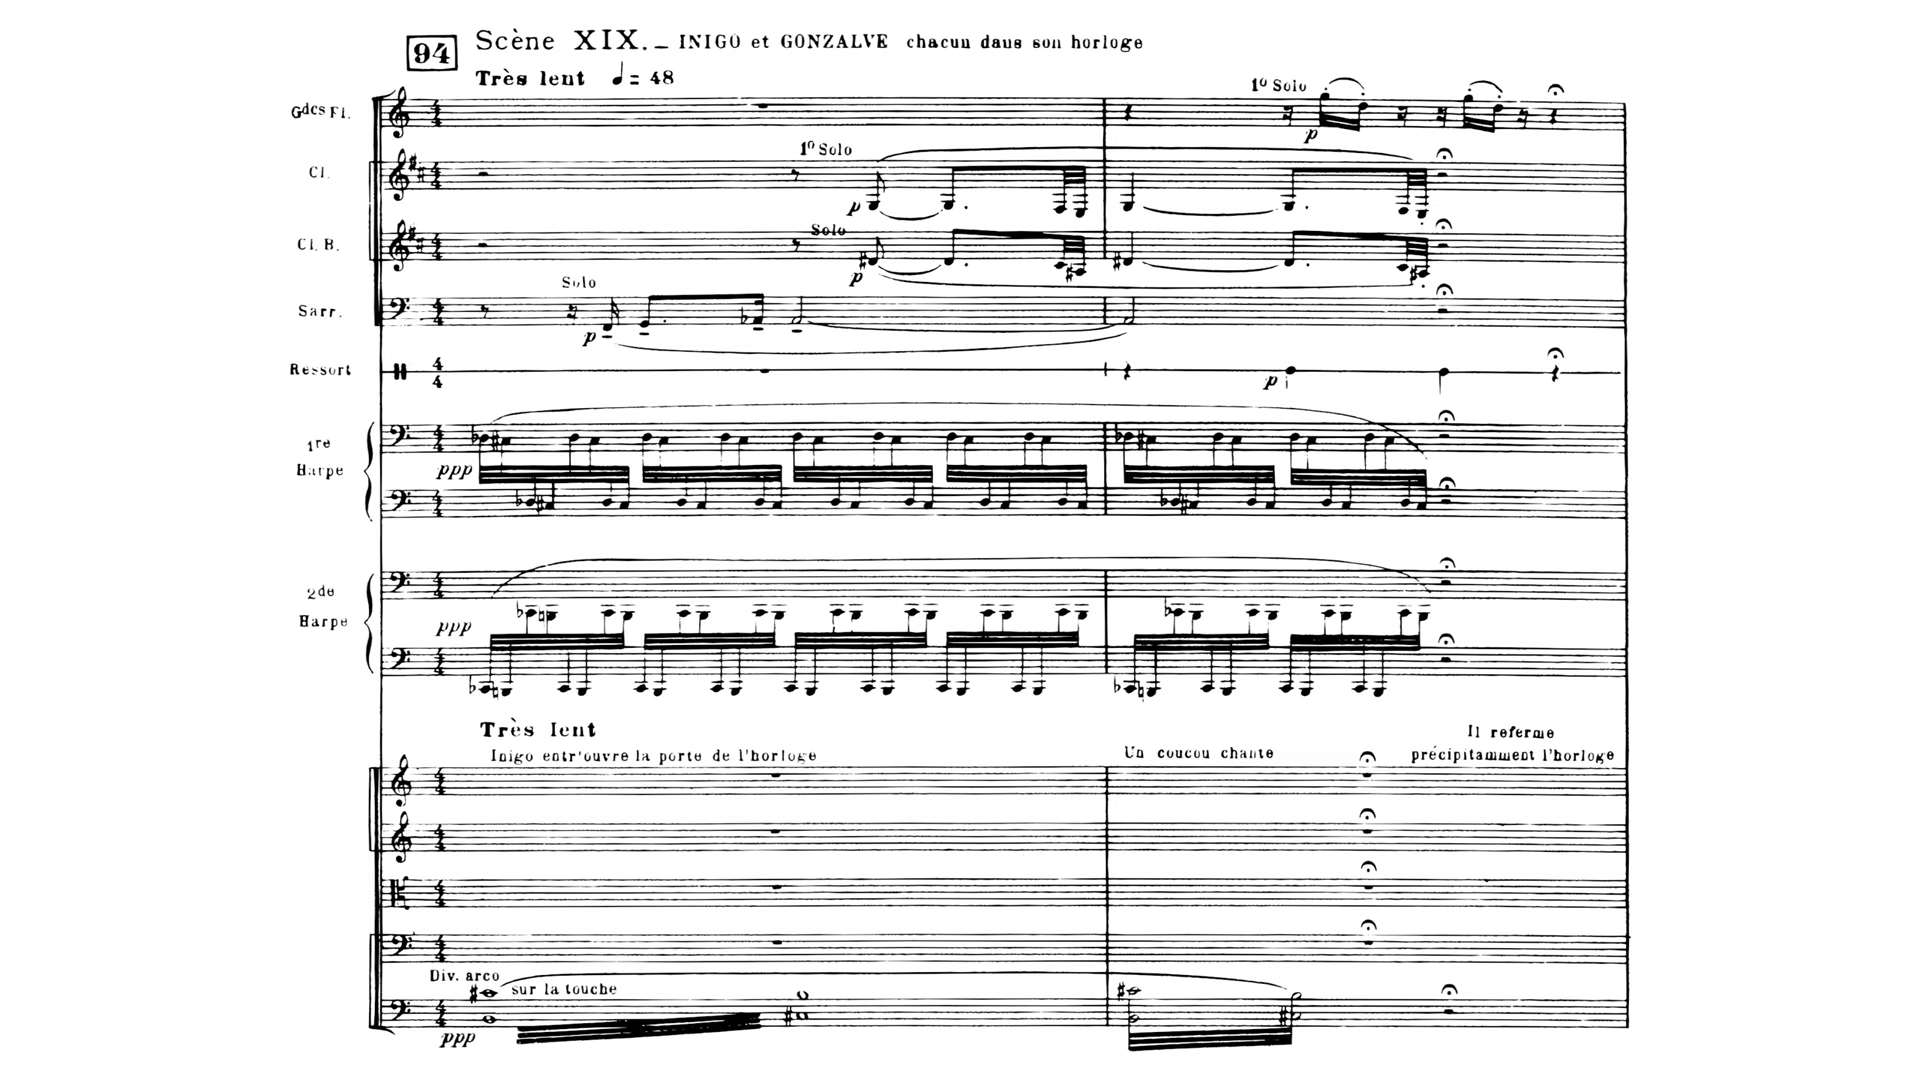 94 Scène XIX. — INIGO et GONZALVE chacun dans son horloge
Très lent ♩ = 48
Gdes Fl.
1º Solo
p
Cl.
1º Solo
p
Cl. B.
Solo
p
Sarr.
Solo
p
Ressort
p
1re
Harpe
ppp
2de
Harpe
ppp
Très lent
Inigo entr'ouvre la porte de l'horloge
Un coucou chante
Il referme
précipitamment l'horloge
Div. arco
sur la touche
ppp